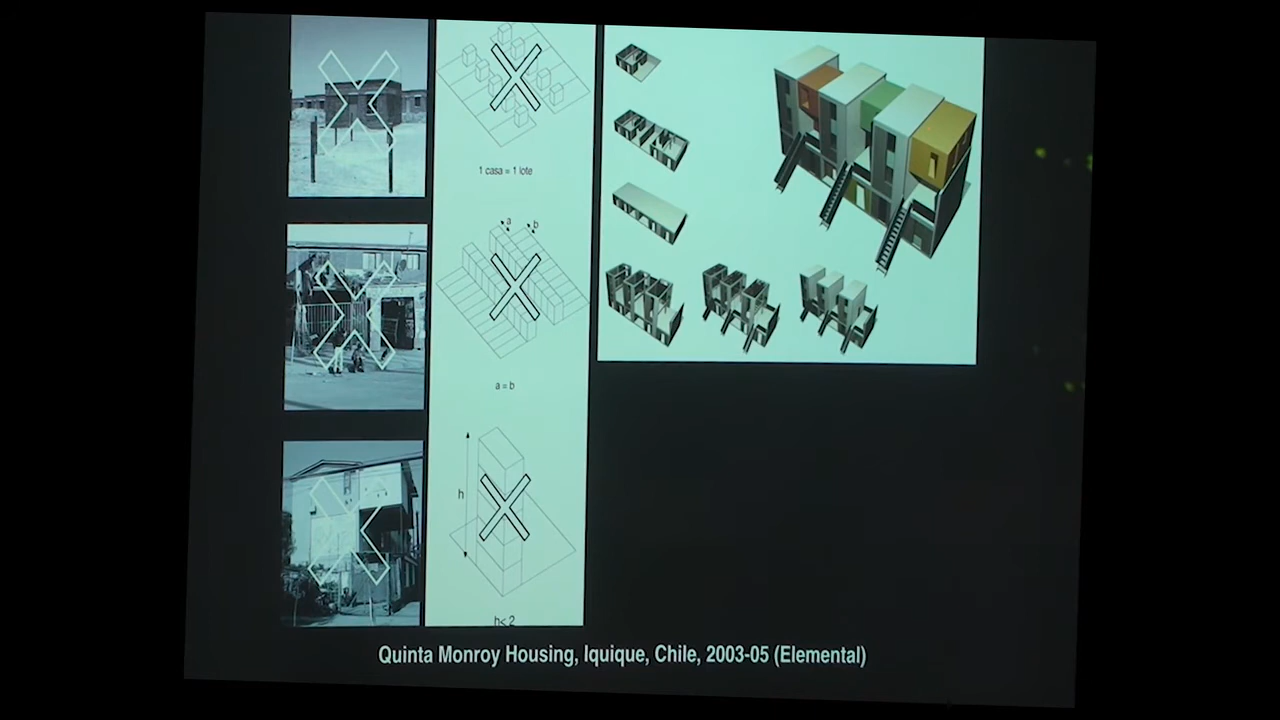 1 casa = 1 lote
a
b
a = b
h
h< 2
Quinta Monroy Housing, Iquique, Chile, 2003-05 (Elemental)